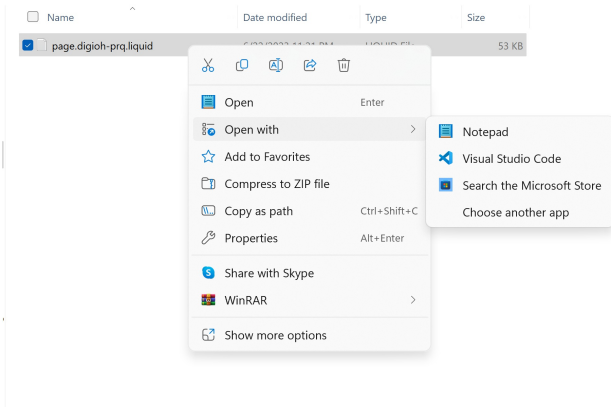 Name Date modified Type Size
page.digioh-prq.liquid LIQUID File 53 KB
Open Enter
Open with
Add to Favorites
Compress to ZIP file
Copy as path Ctrl+Shift+C
Properties Alt+Enter
Share with Skype
WinRAR
Show more options
Notepad
Visual Studio Code
Search the Microsoft Store
Choose another app